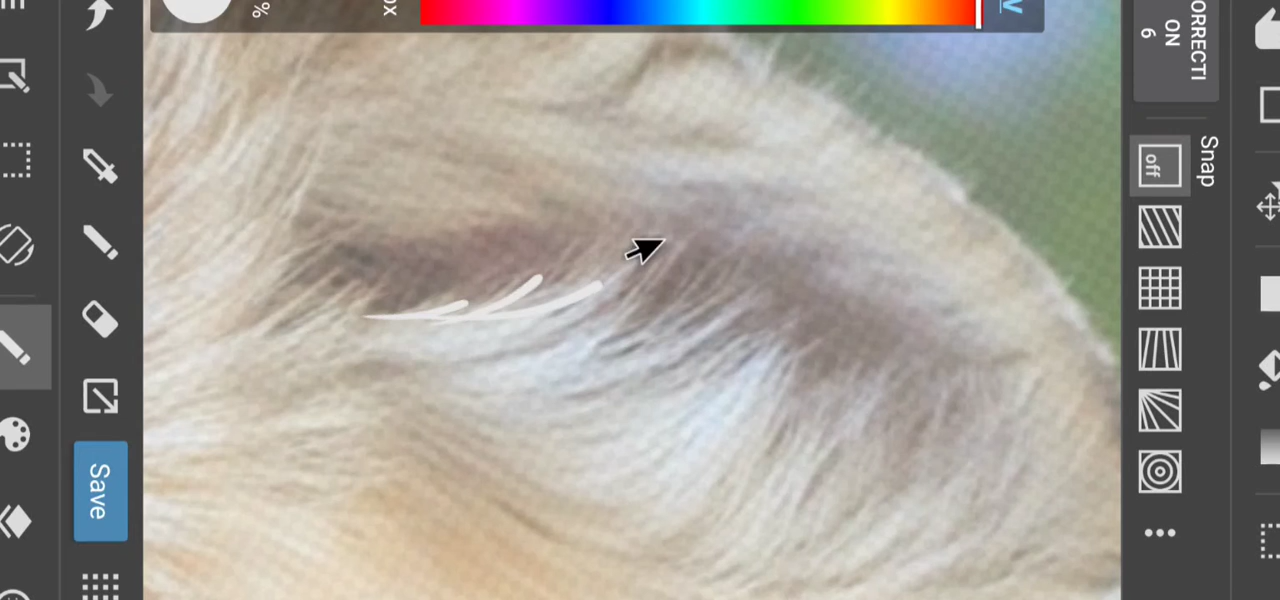 %
V
ORRECTI
ON
6
Snap
off
Save